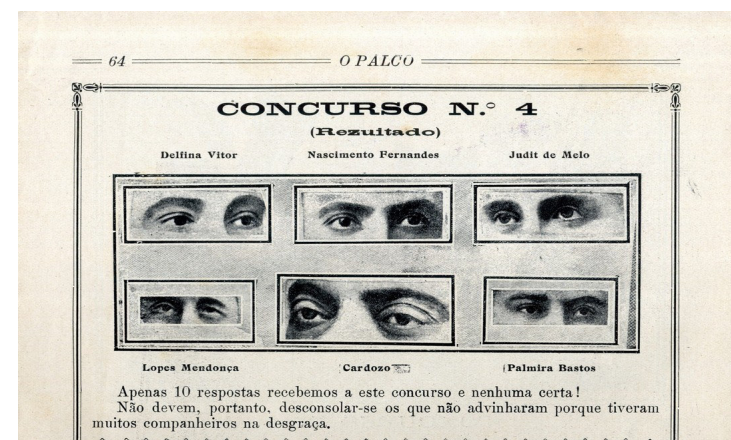 64 O PALCO
CONCURSO N.º 4
(Rezultado)
Delfina Vitor Nascimento Fernandes Judit de Melo
Lopes Mendonça Cardozo Palmira Bastos
Apenas 10 respostas recebemos a este concurso e nenhuma certa!
Não devem, portanto, desconsolar-se os que não advinharam porque tiveram
muitos companheiros na desgraça.